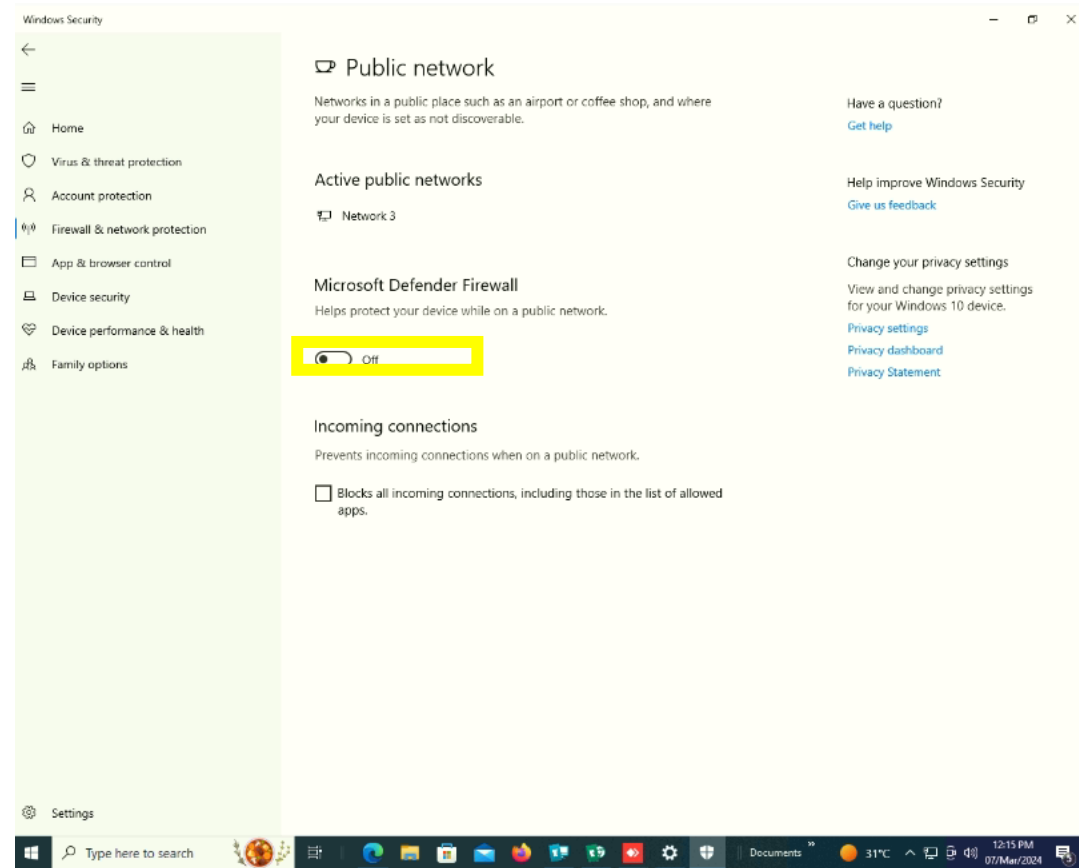 Windows Security
Home
Virus & threat protection
Account protection
Firewall & network protection
App & browser control
Device security
Device performance & health
Family options
Settings
Public network
Networks in a public place such as an airport or coffee shop, and where
your device is set as not discoverable.
Active public networks
Network 3
Microsoft Defender Firewall
Helps protect your device while on a public network.
Off
Incoming connections
Prevents incoming connections when on a public network.
Blocks all incoming connections, including those in the list of allowed
apps.
Have a question?
Get help
Help improve Windows Security
Give us feedback
Change your privacy settings
View and change privacy settings
for your Windows 10 device.
Privacy settings
Privacy dashboard
Privacy Statement
Type here to search
Documents
31°C
12:15 PM
07/Mar/2024